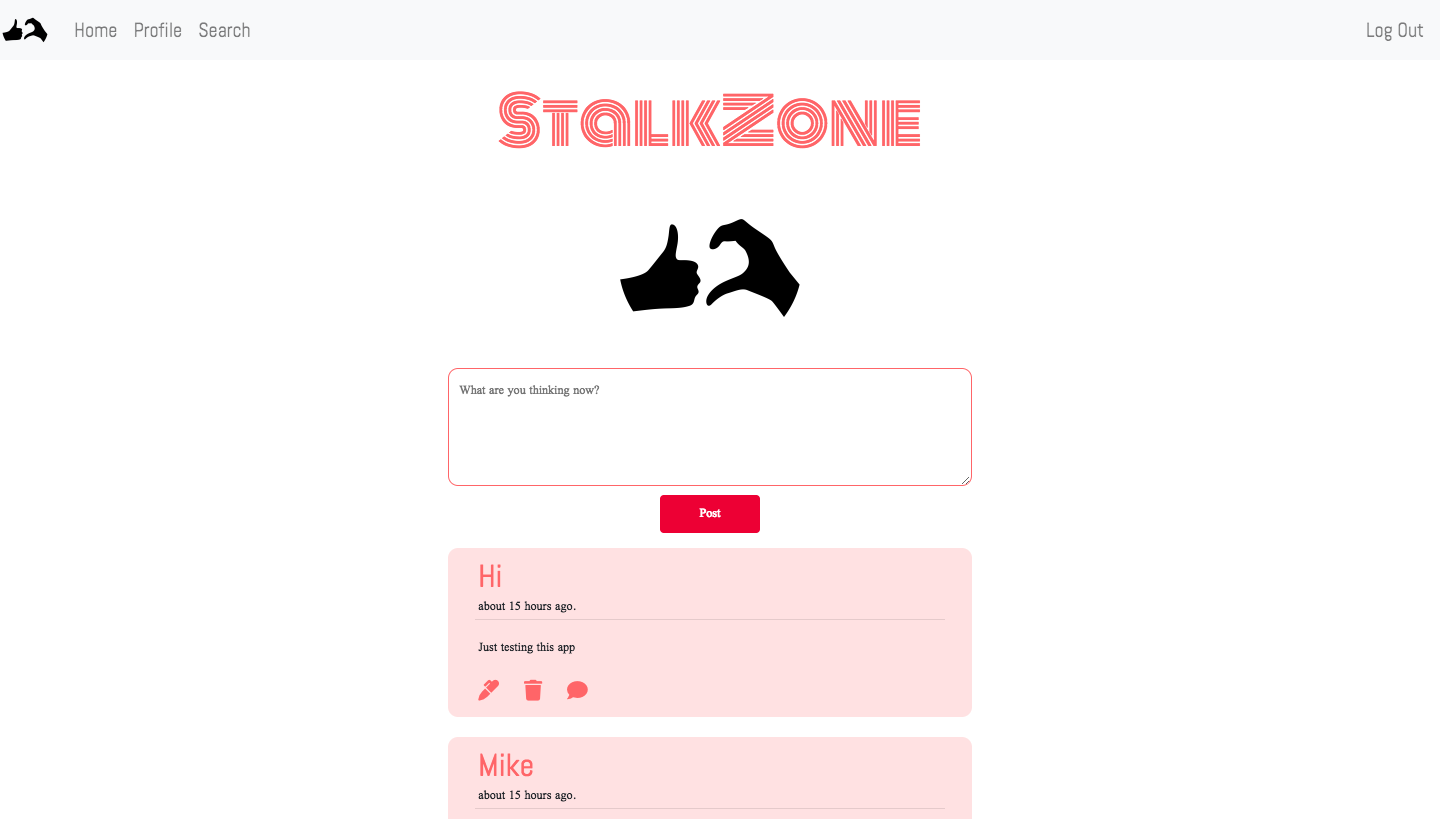 Home Profile Search Log Out
StalkZone
What are you thinking now?
Post
Hi
about 15 hours ago.
Just testing this app
Mike
about 15 hours ago.